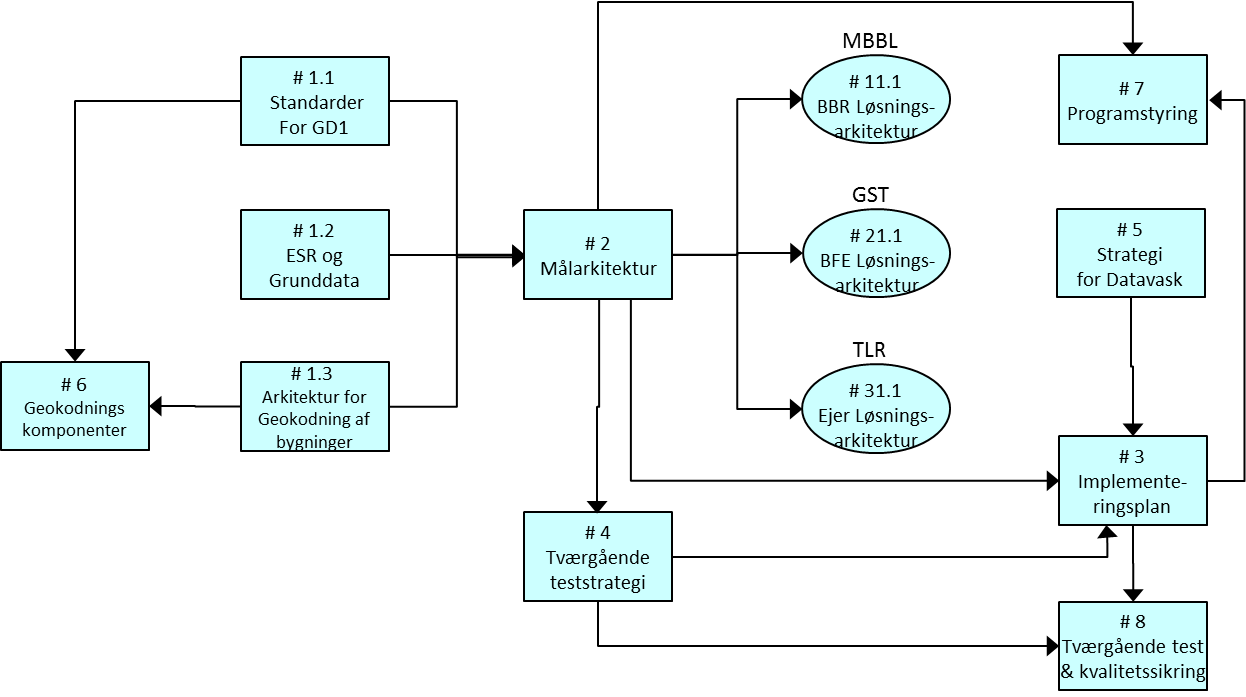 # 1.1
Standarder
For GD1
# 1.2
ESR og
Grunddata
# 6
Geokodnings
komponenter
# 1.3
Arkitektur for
Geokodning af
bygninger
# 2
Målarkitektur
# 4
Tværgående
teststrategi
MBBL
# 11.1
BBR Løsnings-
arkitektur
GST
# 21.1
BFE Løsnings-
arkitektur
TLR
# 31.1
Ejer Løsnings-
arkitektur
# 7
Programstyring
# 5
Strategi
for Datavask
# 3
Implemente-
ringsplan
# 8
Tværgående test
& kvalitetssikring